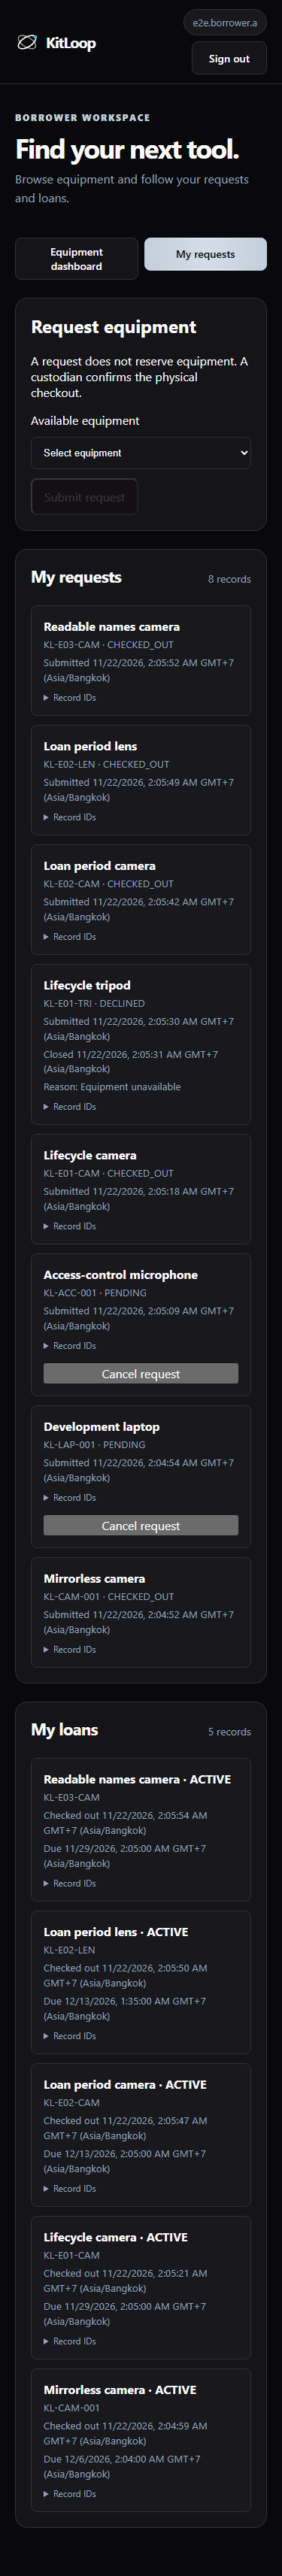 KitLoop
e2e.borrower.a
Sign out
BORROWER WORKSPACE
Find your next tool.
Browse equipment and follow your requests
and loans.
Equipment
dashboard
My requests
Request equipment
A request does not reserve equipment. A
custodian confirms the physical
checkout.
Available equipment
Select equipment
Submit request
My requests
8 records
Readable names camera
KL-E03-CAM · CHECKED_OUT
Submitted 11/22/2026, 2:05:52 AM GMT+7
(Asia/Bangkok)
Record IDs
Loan period lens
KL-E02-LEN · CHECKED_OUT
Submitted 11/22/2026, 2:05:49 AM GMT+7
(Asia/Bangkok)
Record IDs
Loan period camera
KL-E02-CAM · CHECKED_OUT
Submitted 11/22/2026, 2:05:42 AM GMT+7
(Asia/Bangkok)
Record IDs
Lifecycle tripod
KL-E01-TRI · DECLINED
Submitted 11/22/2026, 2:05:30 AM GMT+7
(Asia/Bangkok)
Closed 11/22/2026, 2:05:31 AM GMT+7
(Asia/Bangkok)
Reason: Equipment unavailable
Record IDs
Lifecycle camera
KL-E01-CAM · CHECKED_OUT
Submitted 11/22/2026, 2:05:18 AM GMT+7
(Asia/Bangkok)
Record IDs
Access-control microphone
KL-ACC-001 · PENDING
Submitted 11/22/2026, 2:05:09 AM GMT+7
(Asia/Bangkok)
Record IDs
Cancel request
Development laptop
KL-LAP-001 · PENDING
Submitted 11/22/2026, 2:04:54 AM GMT+7
(Asia/Bangkok)
Record IDs
Cancel request
Mirrorless camera
KL-CAM-001 · CHECKED_OUT
Submitted 11/22/2026, 2:04:52 AM GMT+7
(Asia/Bangkok)
Record IDs
My loans
5 records
Readable names camera · ACTIVE
KL-E03-CAM
Checked out 11/22/2026, 2:05:54 AM
GMT+7 (Asia/Bangkok)
Due 11/29/2026, 2:05:00 AM GMT+7
(Asia/Bangkok)
Record IDs
Loan period lens · ACTIVE
KL-E02-LEN
Checked out 11/22/2026, 2:05:50 AM
GMT+7 (Asia/Bangkok)
Due 12/13/2026, 1:35:00 AM GMT+7
(Asia/Bangkok)
Record IDs
Loan period camera · ACTIVE
KL-E02-CAM
Checked out 11/22/2026, 2:05:47 AM
GMT+7 (Asia/Bangkok)
Due 12/13/2026, 2:05:00 AM GMT+7
(Asia/Bangkok)
Record IDs
Lifecycle camera · ACTIVE
KL-E01-CAM
Checked out 11/22/2026, 2:05:21 AM
GMT+7 (Asia/Bangkok)
Due 11/29/2026, 2:05:00 AM GMT+7
(Asia/Bangkok)
Record IDs
Mirrorless camera · ACTIVE
KL-CAM-001
Checked out 11/22/2026, 2:04:59 AM
GMT+7 (Asia/Bangkok)
Due 12/6/2026, 2:04:00 AM GMT+7
(Asia/Bangkok)
Record IDs